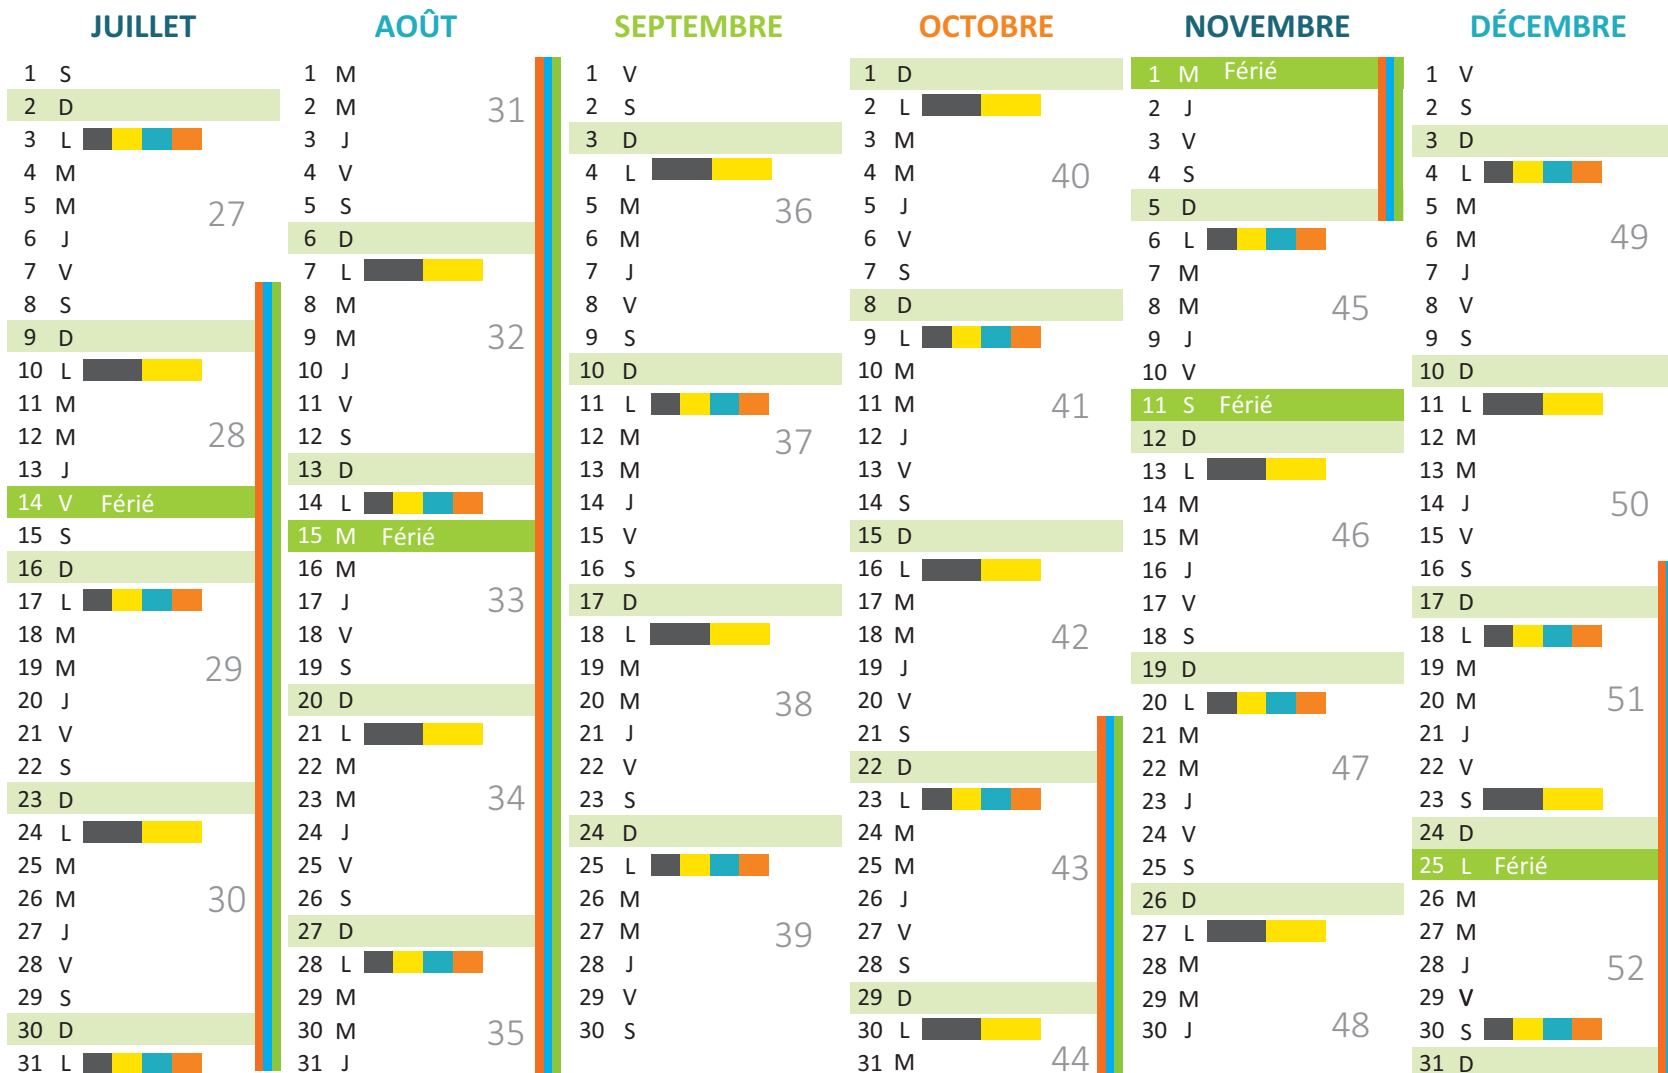 JUILLET
1 S
2 D
3 L
4 M
5 M
27
6 J
7 V
8 S
9 D
10 L
11 M
12 M
28
13 J
14 V Férié
15 S
16 D
17 L
18 M
19 M
29
20 J
21 V
22 S
23 D
24 L
25 M
26 M
30
27 J
28 V
29 S
30 D
31 L
AOÛT
1 M
2 M
31
3 J
4 V
5 S
6 D
7 L
8 M
9 M
32
10 J
11 V
12 S
13 D
14 L
15 M Férié
16 M
17 J
33
18 V
19 S
20 D
21 L
22 M
23 M
34
24 J
25 V
26 S
27 D
28 L
29 M
30 M
35
31 J
SEPTEMBRE
1 V
2 S
3 D
4 L
5 M
36
6 M
7 J
8 V
9 S
10 D
11 L
12 M
37
13 M
14 J
15 V
16 S
17 D
18 L
19 M
20 M
38
21 J
22 V
23 S
24 D
25 L
26 M
27 M
39
28 J
29 V
30 S
OCTOBRE
1 D
2 L
3 M
4 M
40
5 J
6 V
7 S
8 D
9 L
10 M
11 M
41
12 J
13 V
14 S
15 D
16 L
17 M
18 M
42
19 J
20 V
21 S
22 D
23 L
24 M
25 M
43
26 J
27 V
28 S
29 D
30 L
31 M
44
NOVEMBRE
1 M Férié
2 J
3 V
4 S
5 D
6 L
7 M
8 M
45
9 J
10 V
11 S Férié
12 D
13 L
14 M
15 M
46
16 J
17 V
18 S
19 D
20 L
21 M
22 M
47
23 J
24 V
25 S
26 D
27 L
28 M
29 M
30 J
48
DÉCEMBRE
1 V
2 S
3 D
4 L
5 M
6 M
49
7 J
8 V
9 S
10 D
11 L
12 M
13 M
14 J
50
15 V
16 S
17 D
18 L
19 M
20 M
51
21 J
22 V
23 S
24 D
25 L Férié
26 M
27 M
28 J
52
29 V
30 S
31 D